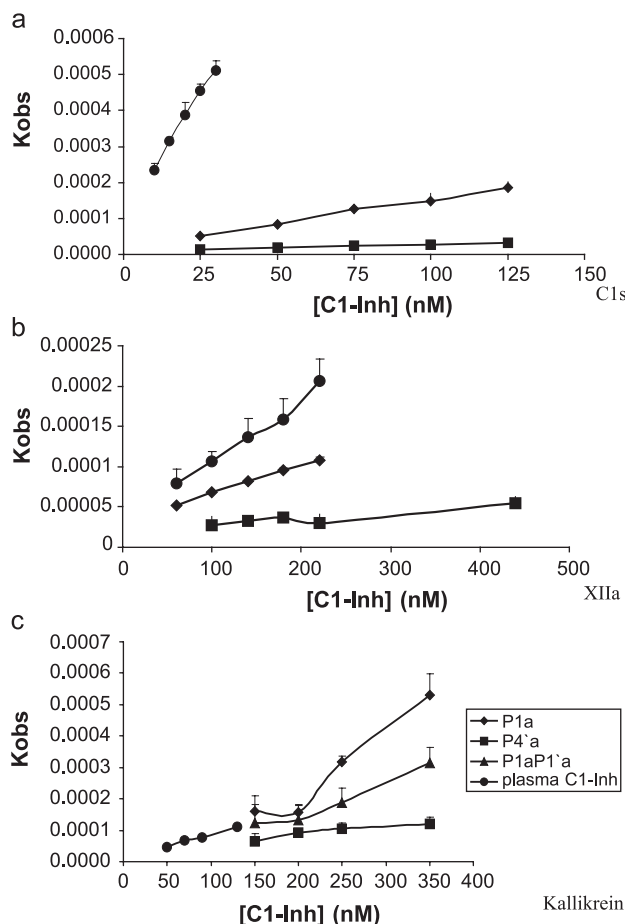 a
0.0006
0.0005
0.0004
0.0003
0.0002
0.0001
0.0000
Kobs
0 25 50 75 100 125 150
[C1-Inh] (nM)
C1s
b
0.00025
0.0002
0.00015
0.0001
0.00005
0
Kobs
0 100 200 300 400 500
[C1-Inh] (nM)
XIIa
c
0.0007
0.0006
0.0005
0.0004
0.0003
0.0002
0.0001
0.0000
Kobs
0 50 100 150 200 250 300 350 400
[C1-Inh] (nM)
P1a
P4`a
P1aP1`a
plasma C1-Inh
Kallikrein